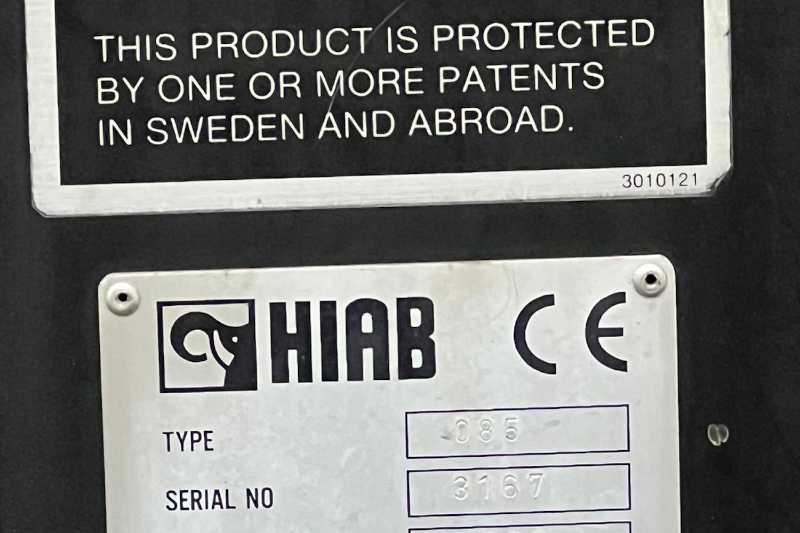 THIS PRODUCT IS PROTECTED
BY ONE OR MORE PATENTS
IN SWEDEN AND ABROAD.
3010121
HIAB CE
TYPE 085
SERIAL NO 3167